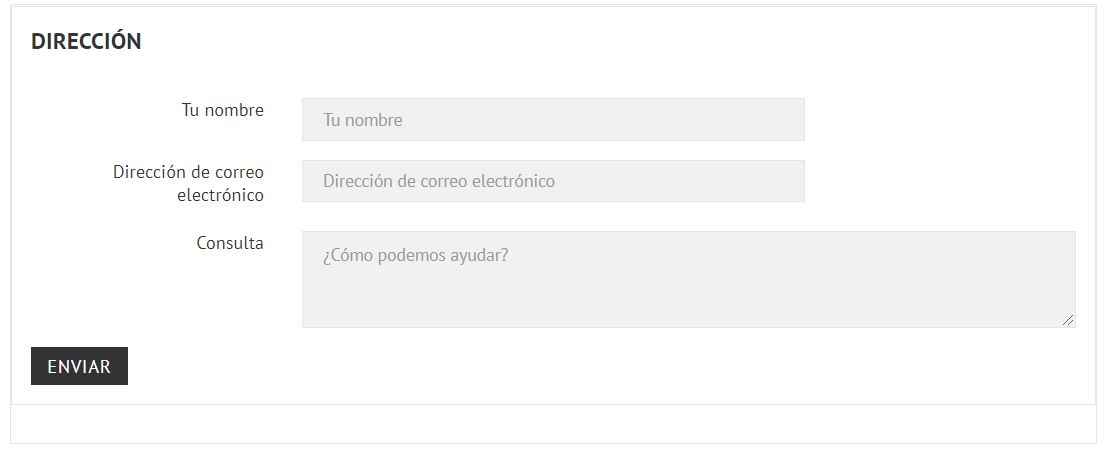 DIRECCIÓN
Tu nombre
Tu nombre
Dirección de correo
electrónico
Dirección de correo electrónico
Consulta
¿Cómo podemos ayudar?
ENVIAR